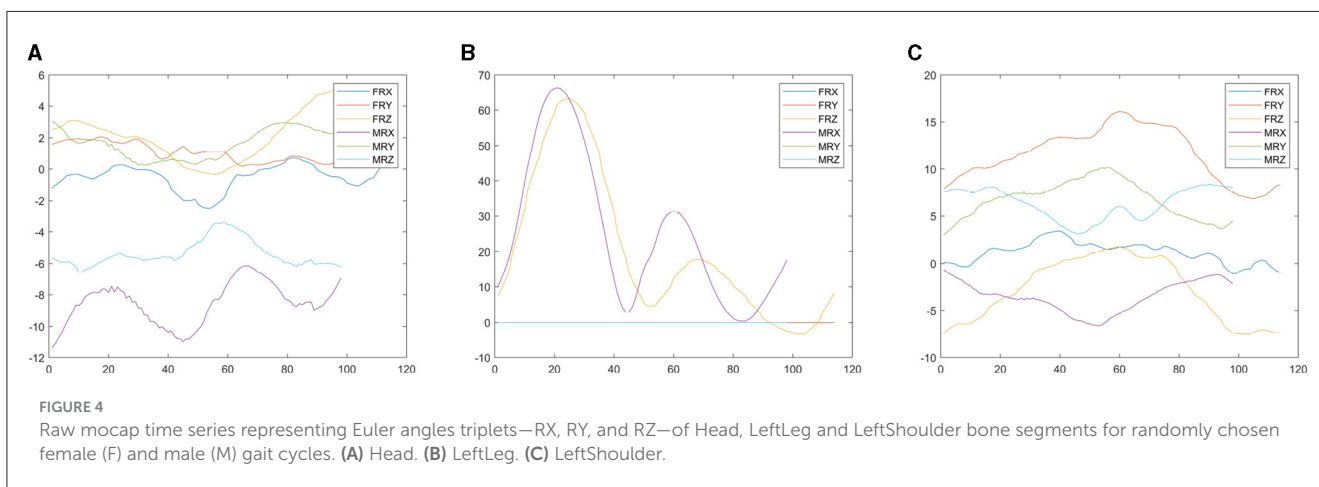 A
6
4
2
0
-2
-4
-6
-8
-10
-12
0 20 40 60 80 100 120
FRX
FRY
FRZ
MRX
MRY
MRZ
B
70
60
50
40
30
20
10
0
-10
0 20 40 60 80 100 120
FRX
FRY
FRZ
MRX
MRY
MRZ
C
20
15
10
5
0
-5
-10
0 20 40 60 80 100 120
FRX
FRY
FRZ
MRX
MRY
MRZ
FIGURE 4
Raw mocap time series representing Euler angles triplets—RX, RY, and RZ—of Head, LeftLeg and LeftShoulder bone segments for randomly chosen
female (F) and male (M) gait cycles. (A) Head. (B) LeftLeg. (C) LeftShoulder.